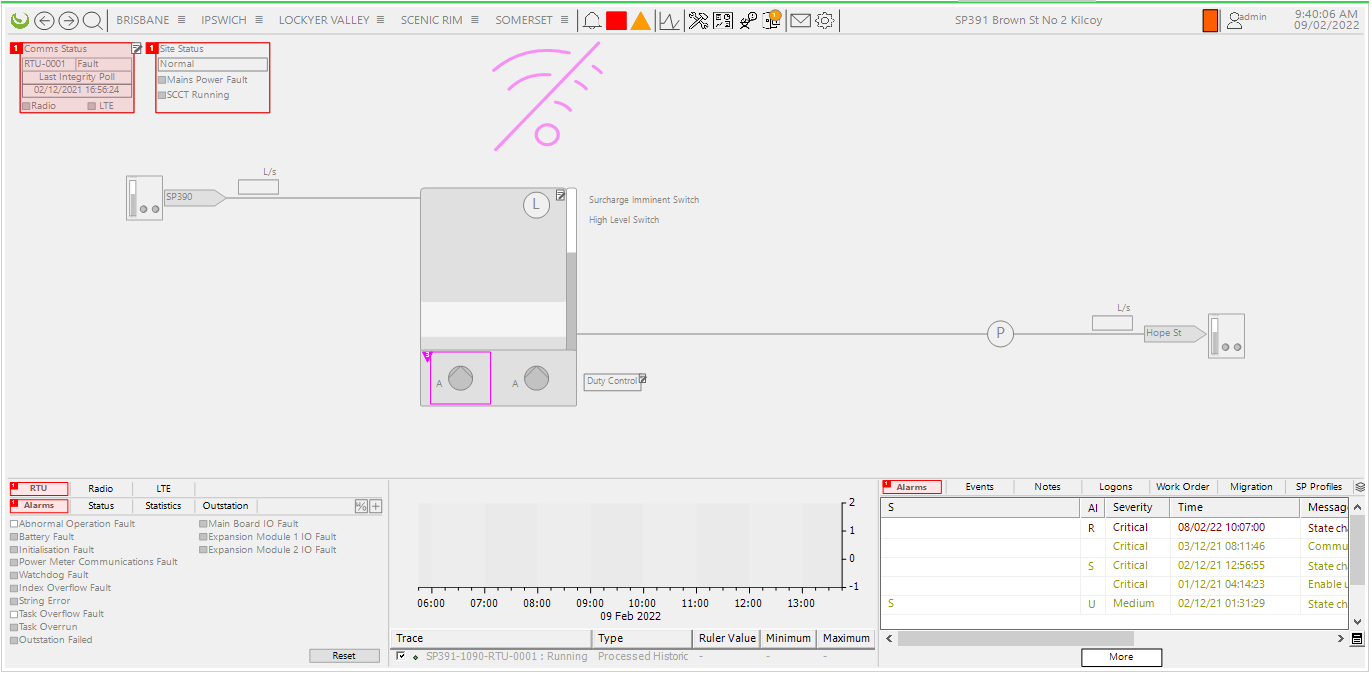 BRISBANE IPSWICH LOCKYER VALLEY SCENIC RIM SOMERSET 1 SP391 Brown St No 2 Kilcoy admin 9:40:06 AM
09/02/2022
1 Comms Status
RTU-0001 Fault
Last Integrity Poll
02/12/2021 16:56:24
Radio LTE
1 Site Status
Normal
Mains Power Fault
SCCT Running
L/s
SP390
L
Surcharge Imminent Switch
High Level Switch
3
A A
Duty Control
P
L/s
Hope St
1 RTU Radio LTE
1 Alarms Status Statistics Outstation % +
Abnormal Operation Fault
Battery Fault
Initialisation Fault
Power Meter Communications Fault
Watchdog Fault
Index Overflow Fault
String Error
Task Overflow Fault
Task Overrun
Outstation Failed
Main Board IO Fault
Expansion Module 1 IO Fault
Expansion Module 2 IO Fault
Reset
2
1
0
-1
06:00 07:00 08:00 09:00 10:00 11:00 12:00 13:00
09 Feb 2022
Trace Type Ruler Value Minimum Maximum
SP391-1090-RTU-0001 : Running Processed Historic - - -
1 Alarms Events Notes Logons Work Order Migration SP Profiles
S Al Severity Time Messag
R Critical 08/02/22 10:07:00 State ch
Critical 03/12/21 08:11:46 Commu
S Critical 02/12/21 12:56:55 State ch
Critical 01/12/21 04:14:23 Enable u
S U Medium 02/12/21 01:31:29 State ch
More